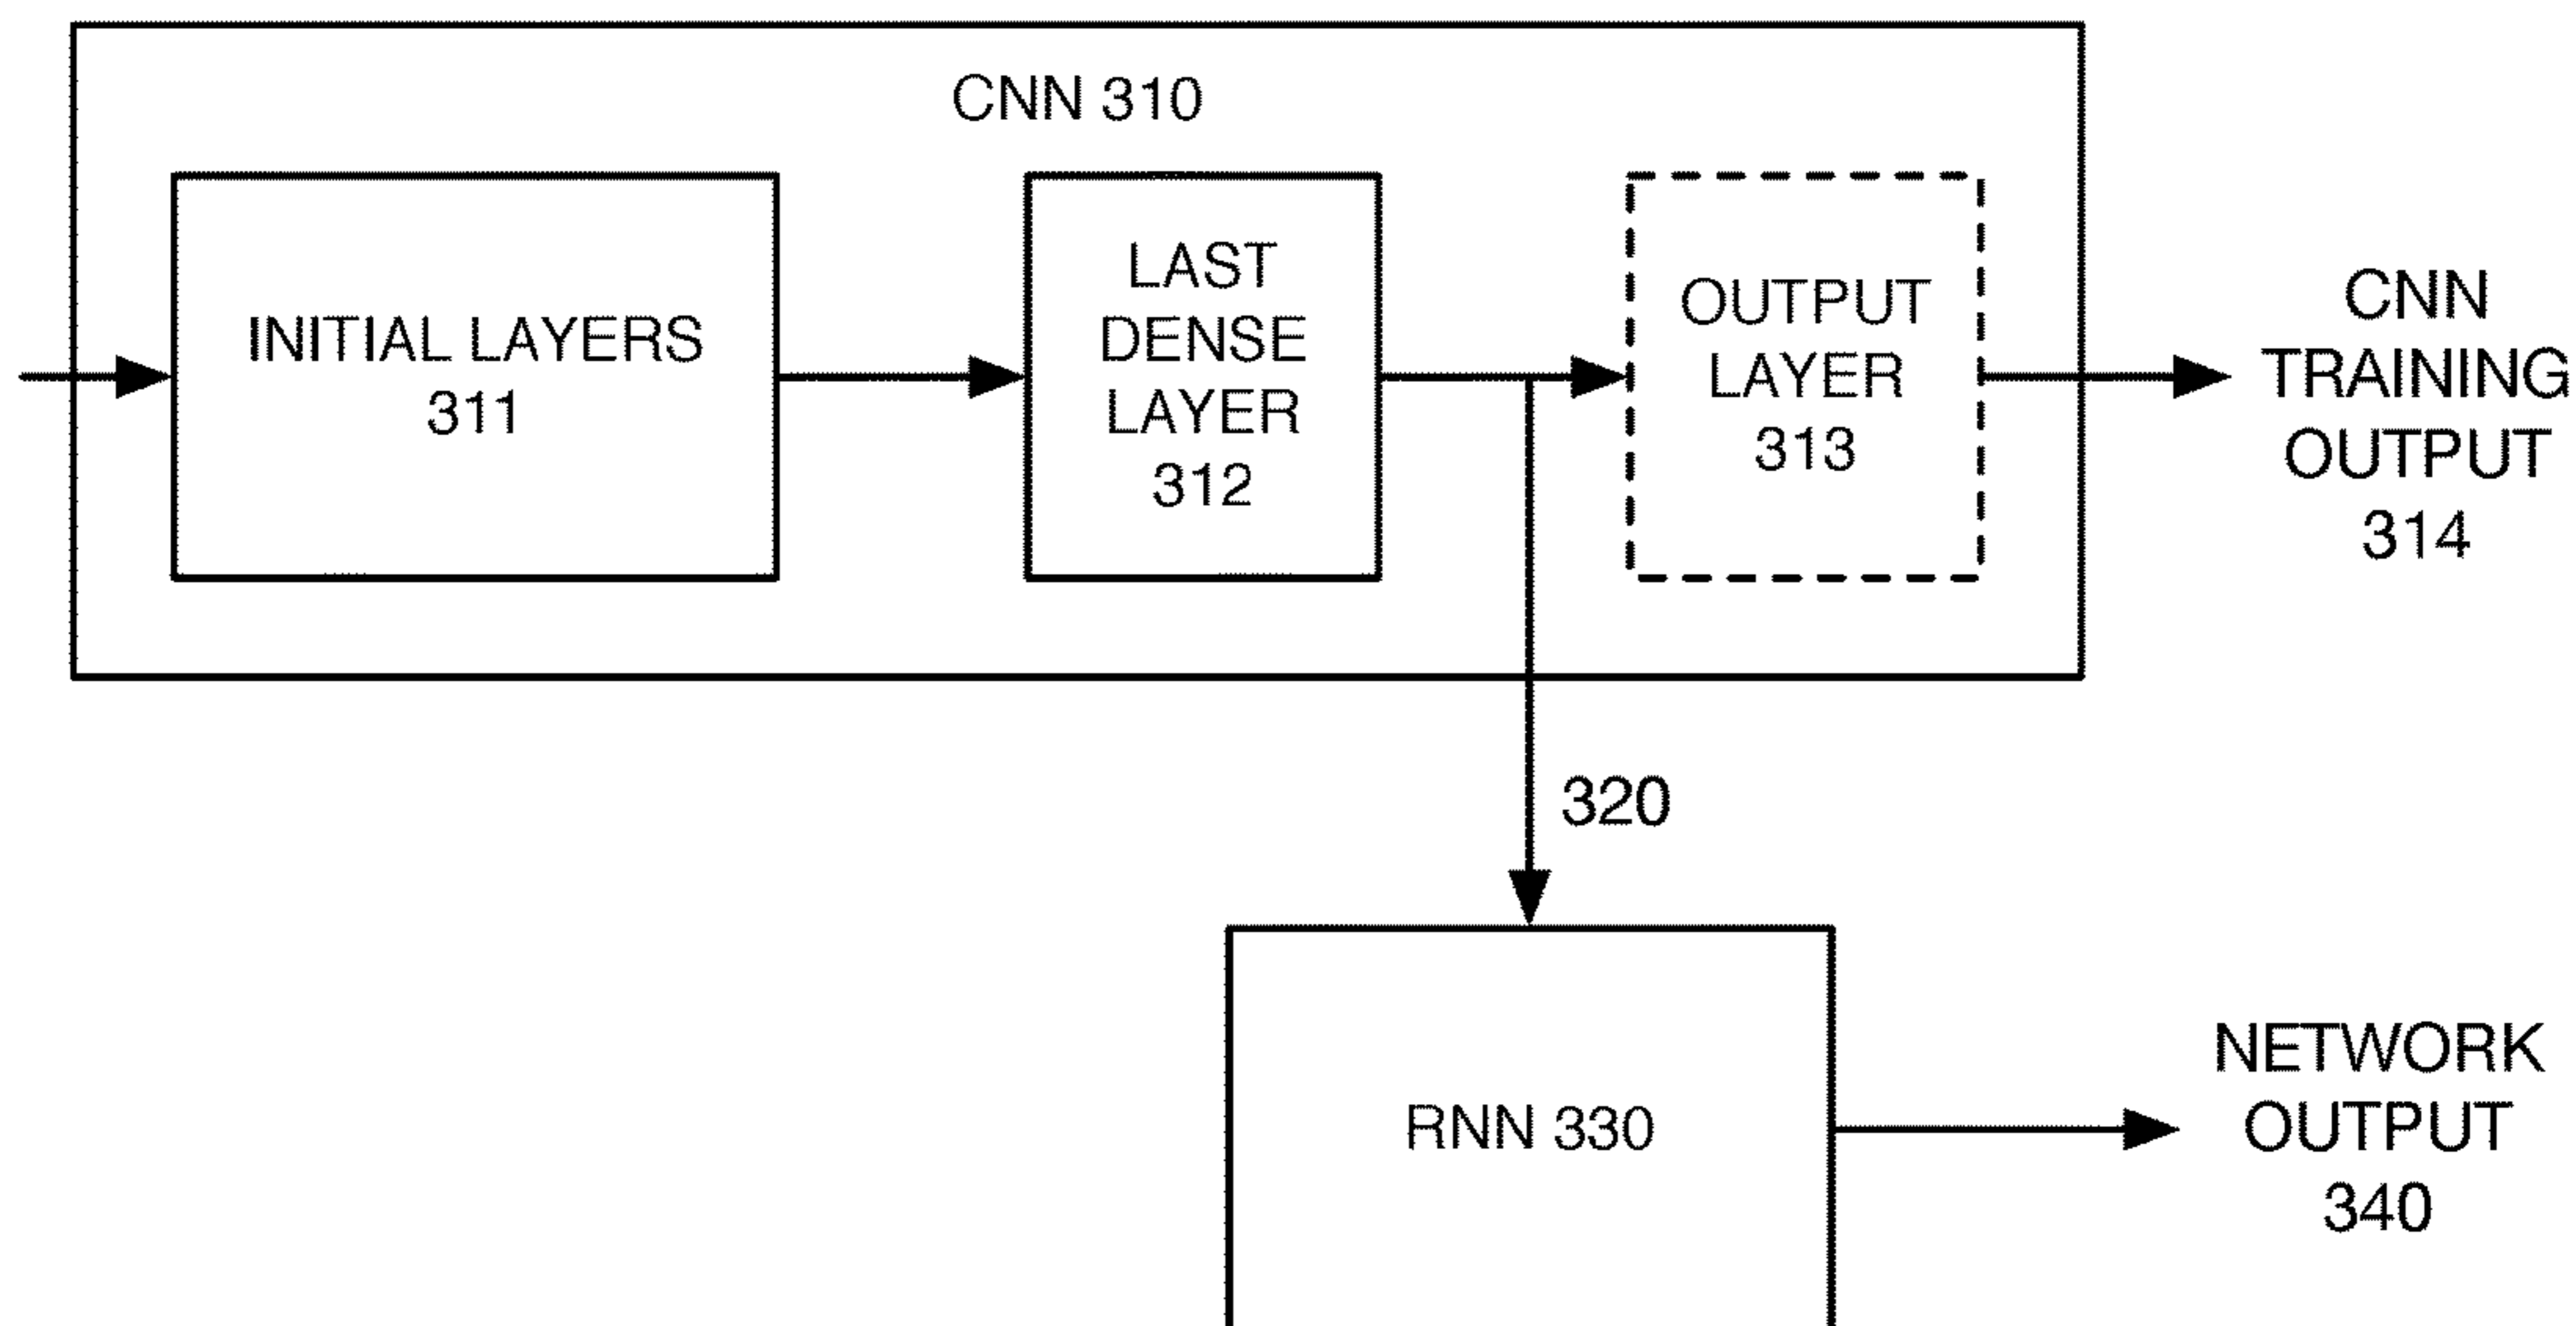 CNN 310
INITIAL LAYERS
311
LAST
DENSE
LAYER
312
OUTPUT
LAYER
313
CNN
TRAINING
OUTPUT
314
320
RNN 330
NETWORK
OUTPUT
340